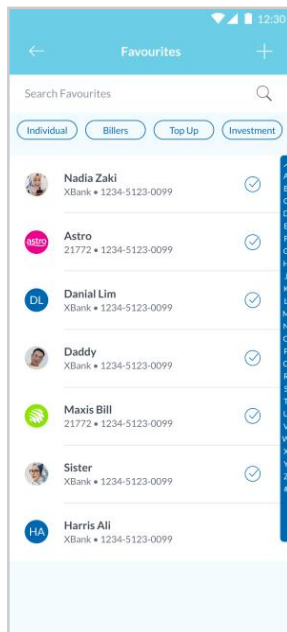 12:30
Favourites
Search Favourites
Individual
Billers
Top Up
Investment
Nadia Zaki
XBank • 1234-5123-0099
astro
Astro
21772 • 1234-5123-0099
DL
Danial Lim
XBank • 1234-5123-0099
Daddy
XBank • 1234-5123-0099
Maxis Bill
21772 • 1234-5123-0099
Sister
XBank • 1234-5123-0099
HA
Harris Ali
XBank • 1234-5123-0099